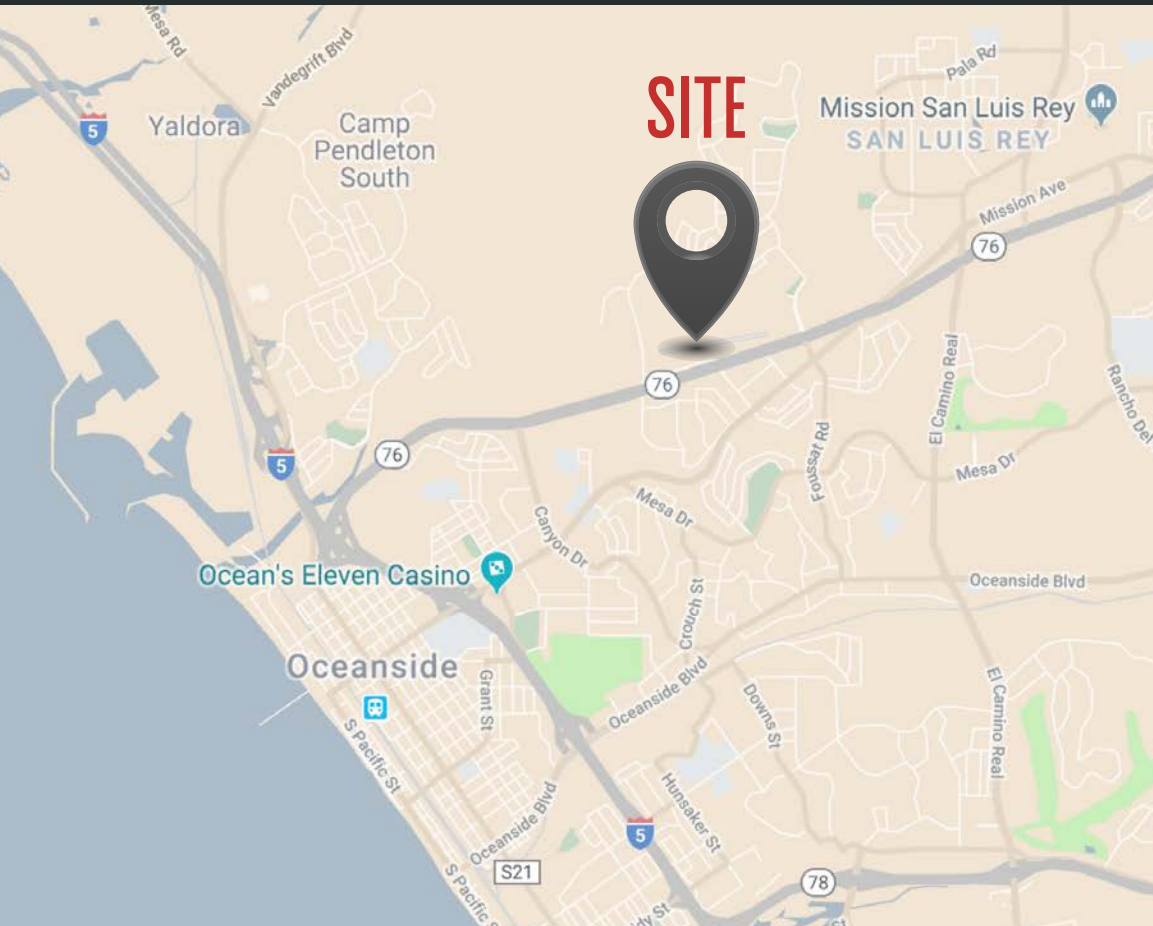 Mesa Rd
Vandegrift Blvd
5
Yaldora
Camp
Pendleton
South
SITE
Pala Rd
Mission San Luis Rey
SAN LUIS REY
Mission Ave
76
76
El Camino Real
Rancho Del
5
76
Foussat Rd
Mesa Dr
Mesa Dr
Canyon Dr
Ocean's Eleven Casino
Oceanside Blvd
Crouch St
Oceanside
Grant St
Oceanside Blvd
Downs St
El Camino Real
S Pacific St
Hunsaker St
5
Oceanside Blvd
S21
78
S Pacific S
dy St
St